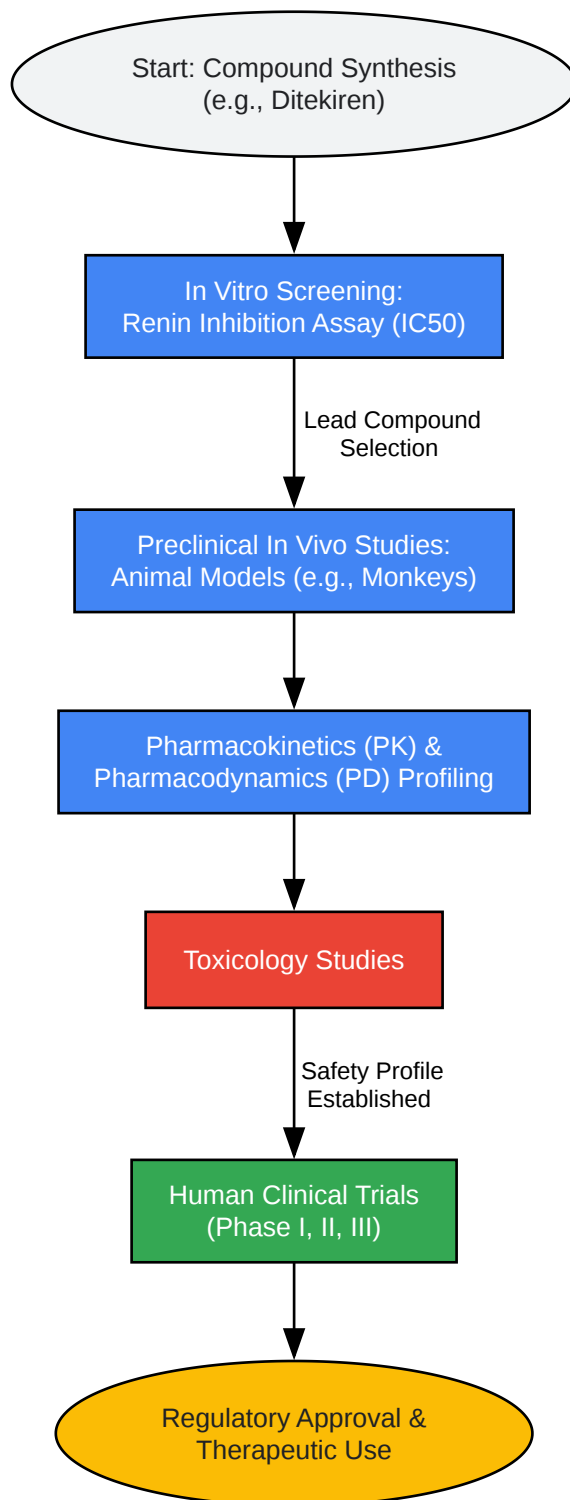 Start: Compound Synthesis
(e.g., Ditekiren)
In Vitro Screening:
Renin Inhibition Assay (IC50)
Lead Compound
Selection
Preclinical In Vivo Studies:
Animal Models (e.g., Monkeys)
Pharmacokinetics (PK) &
Pharmacodynamics (PD) Profiling
Toxicology Studies
Safety Profile
Established
Human Clinical Trials
(Phase I, II, III)
Regulatory Approval &
Therapeutic Use